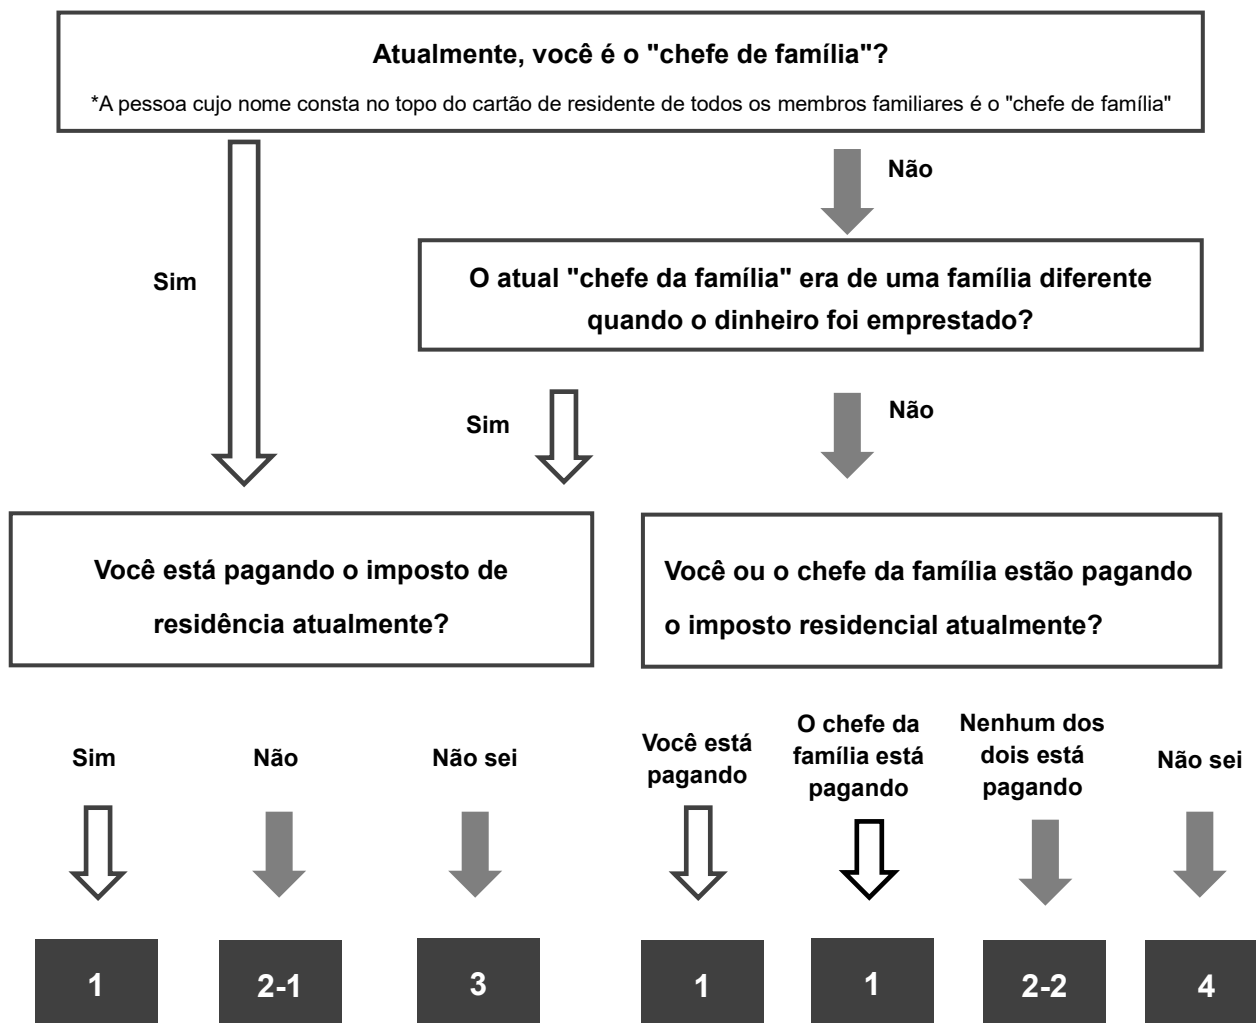 Atualmente, você é o "chefe de família"?
*A pessoa cujo nome consta no topo do cartão de residente de todos os membros familiares é o "chefe de família"
Não
Sim
O atual "chefe da família" era de uma família diferente
quando o dinheiro foi emprestado?
Sim
Não
Você está pagando o imposto de
residência atualmente?
Você ou o chefe da família estão pagando
o imposto residencial atualmente?
Sim
Não
Não sei
Você está
pagando
O chefe da
família está
pagando
Nenhum dos
dois está
pagando
Não sei
1
2-1
3
1
1
2-2
4